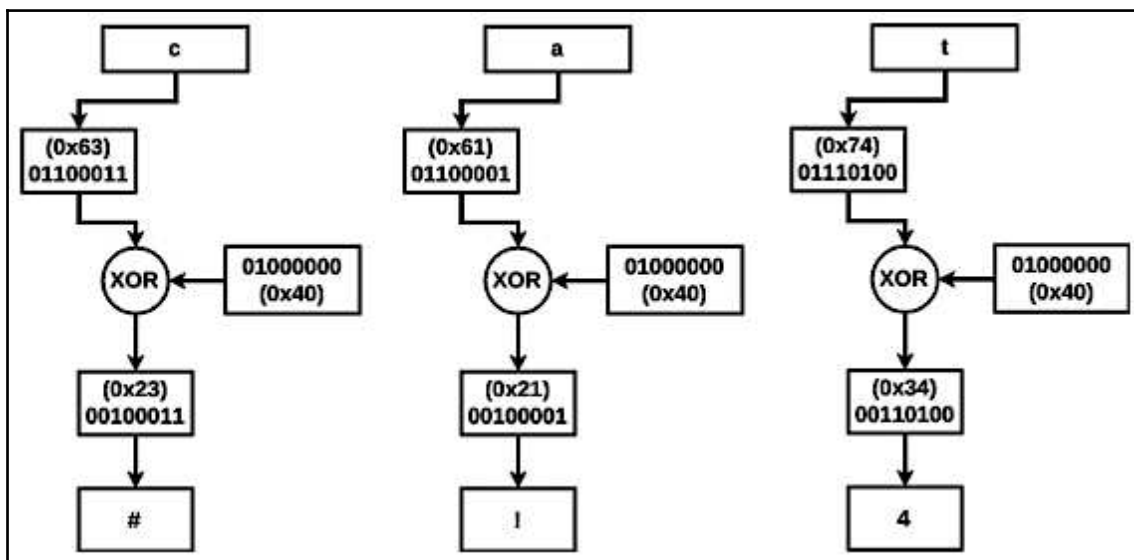 c
(0x63)
01100011
XOR
01000000
(0x40)
(0x23)
00100011
#
a
(0x61)
01100001
XOR
01000000
(0x40)
(0x21)
00100001
!
t
(0x74)
01110100
XOR
01000000
(0x40)
(0x34)
00110100
4